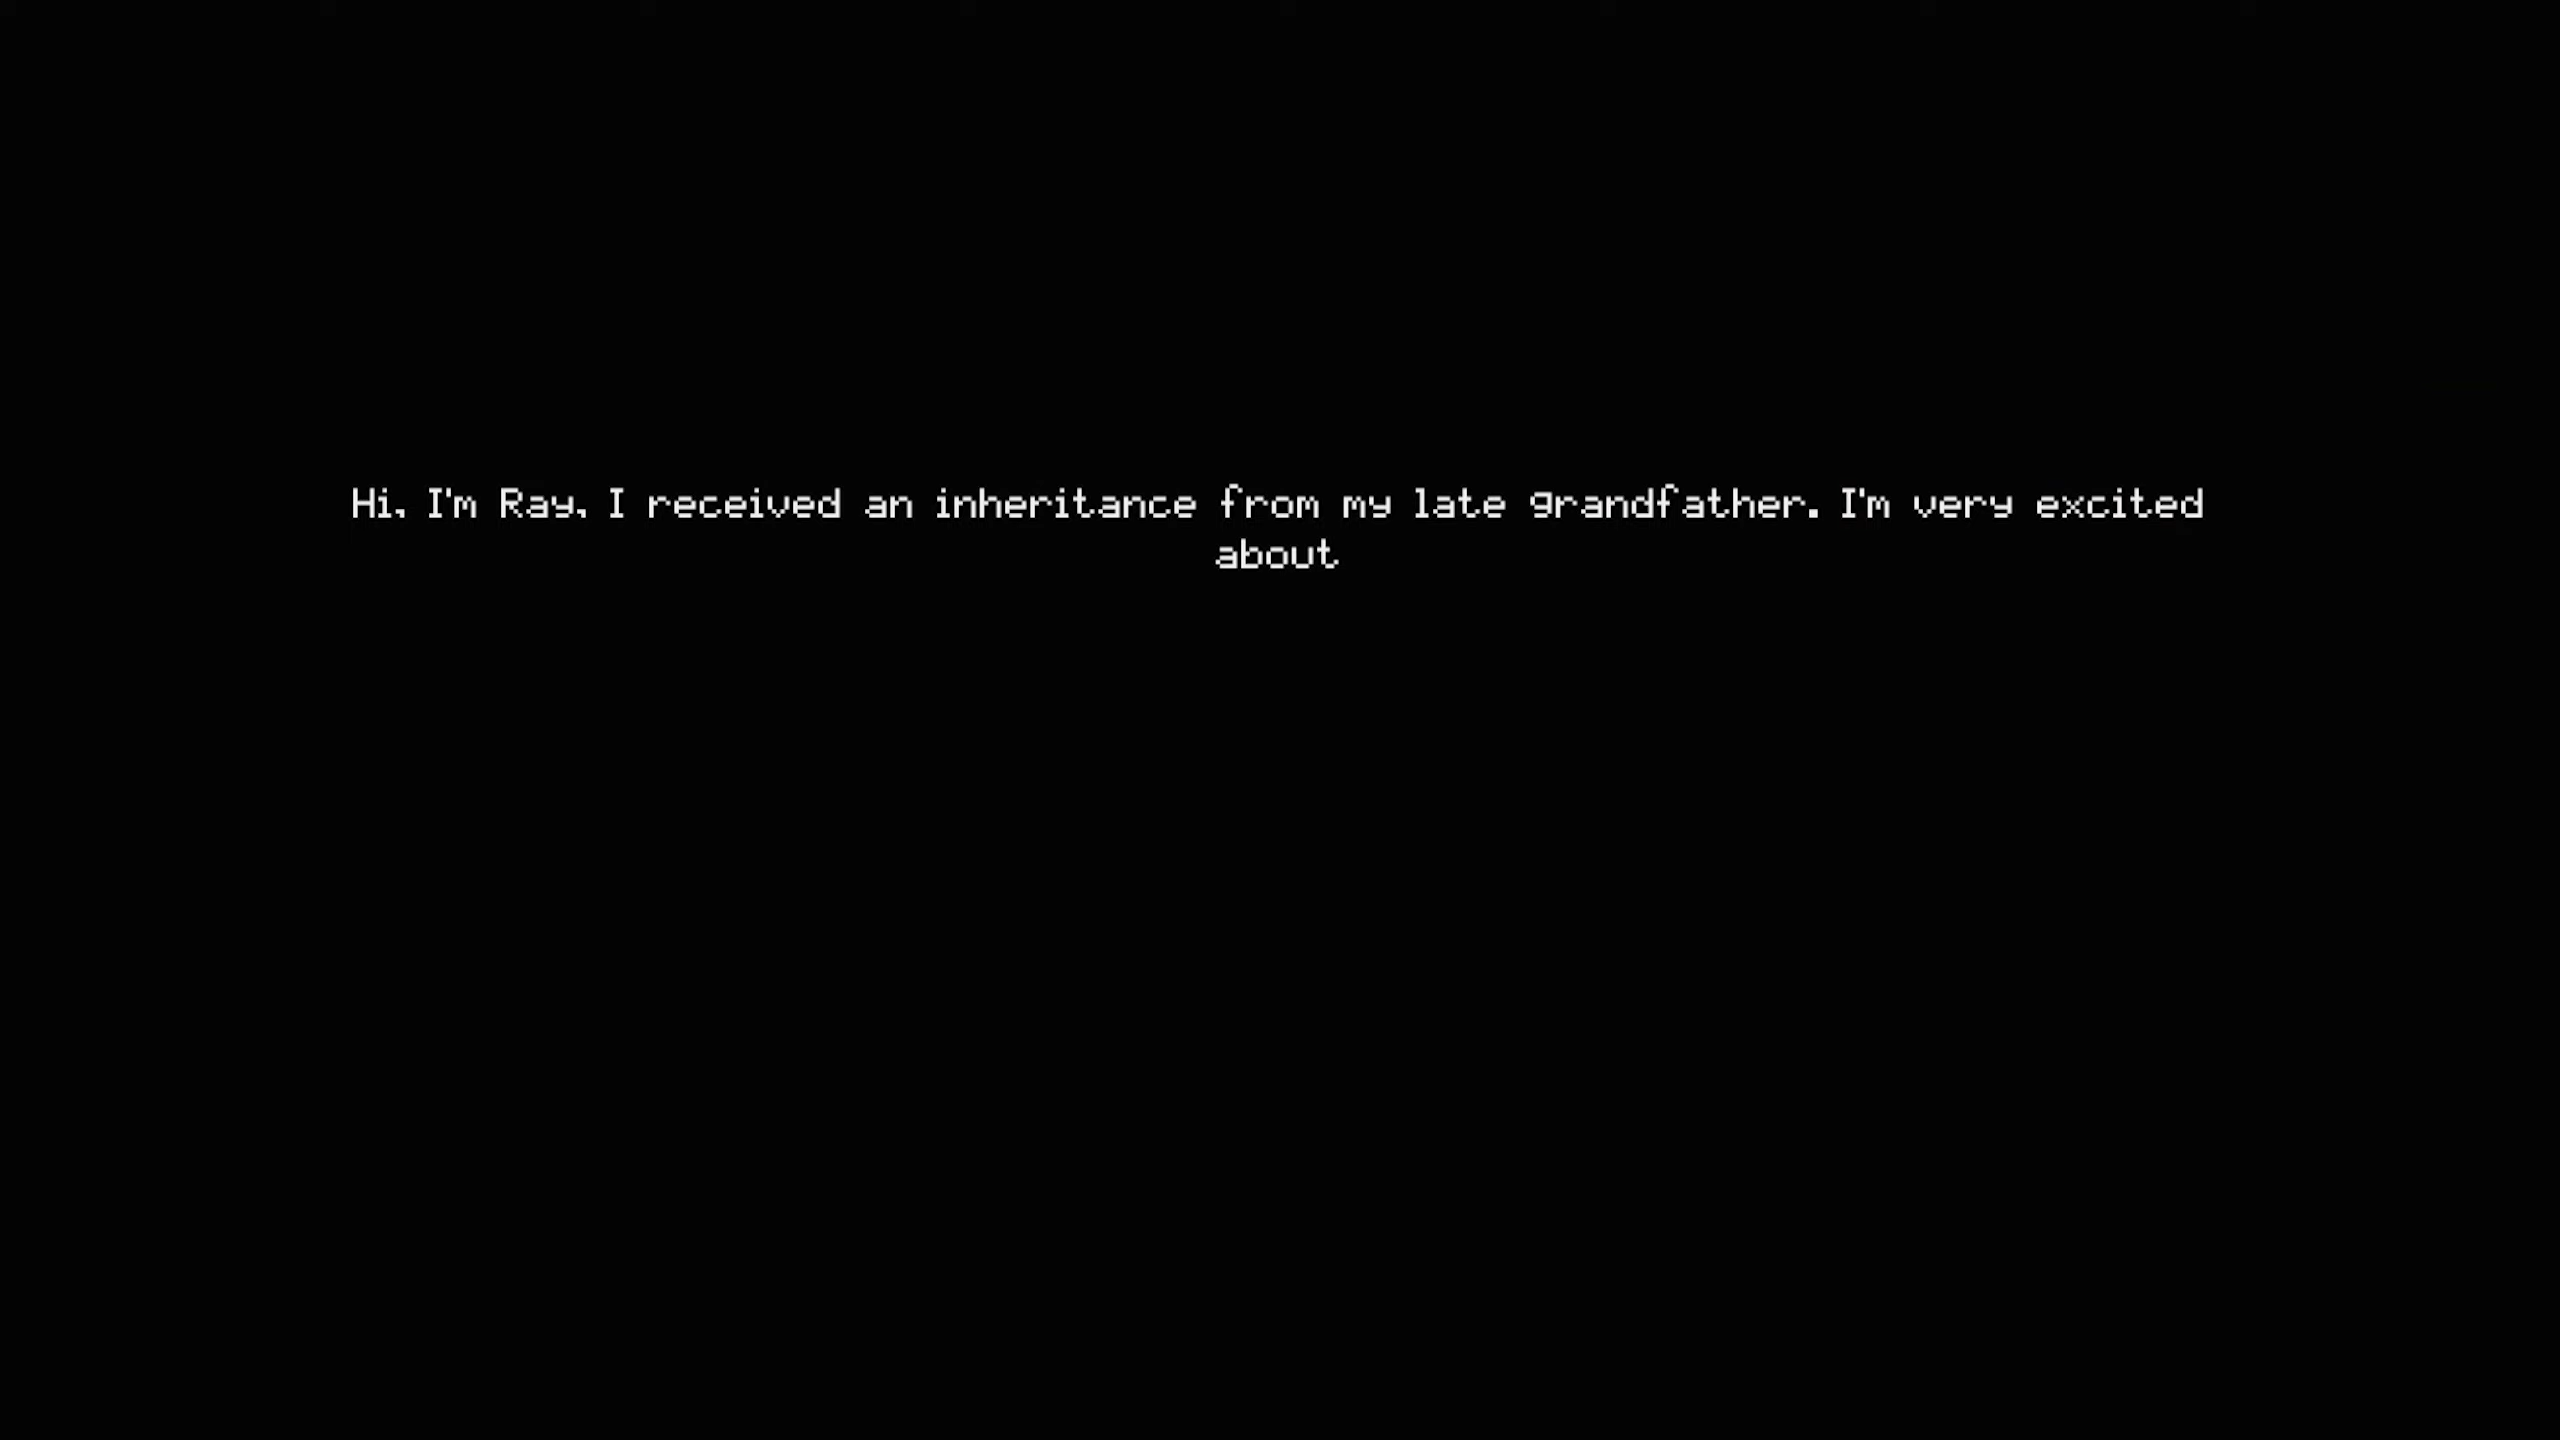 Hi, I'm Ray, I received an inheritance from my late grandfather. I'm very excited
about